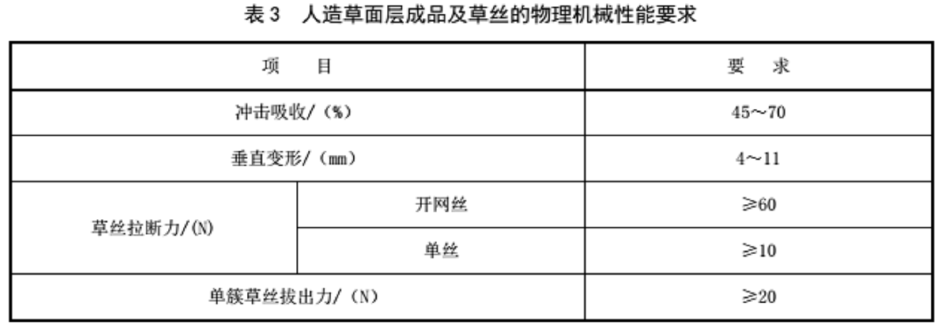 表3 人造草面层成品及草丝的物理机械性能要求
项 目 要 求
冲击吸收/（%） 45～70
垂直变形/（mm） 4～11
草丝拉断力/(N) 开网丝 ≥60
单丝 ≥10
单簇草丝拔出力/（N） ≥20